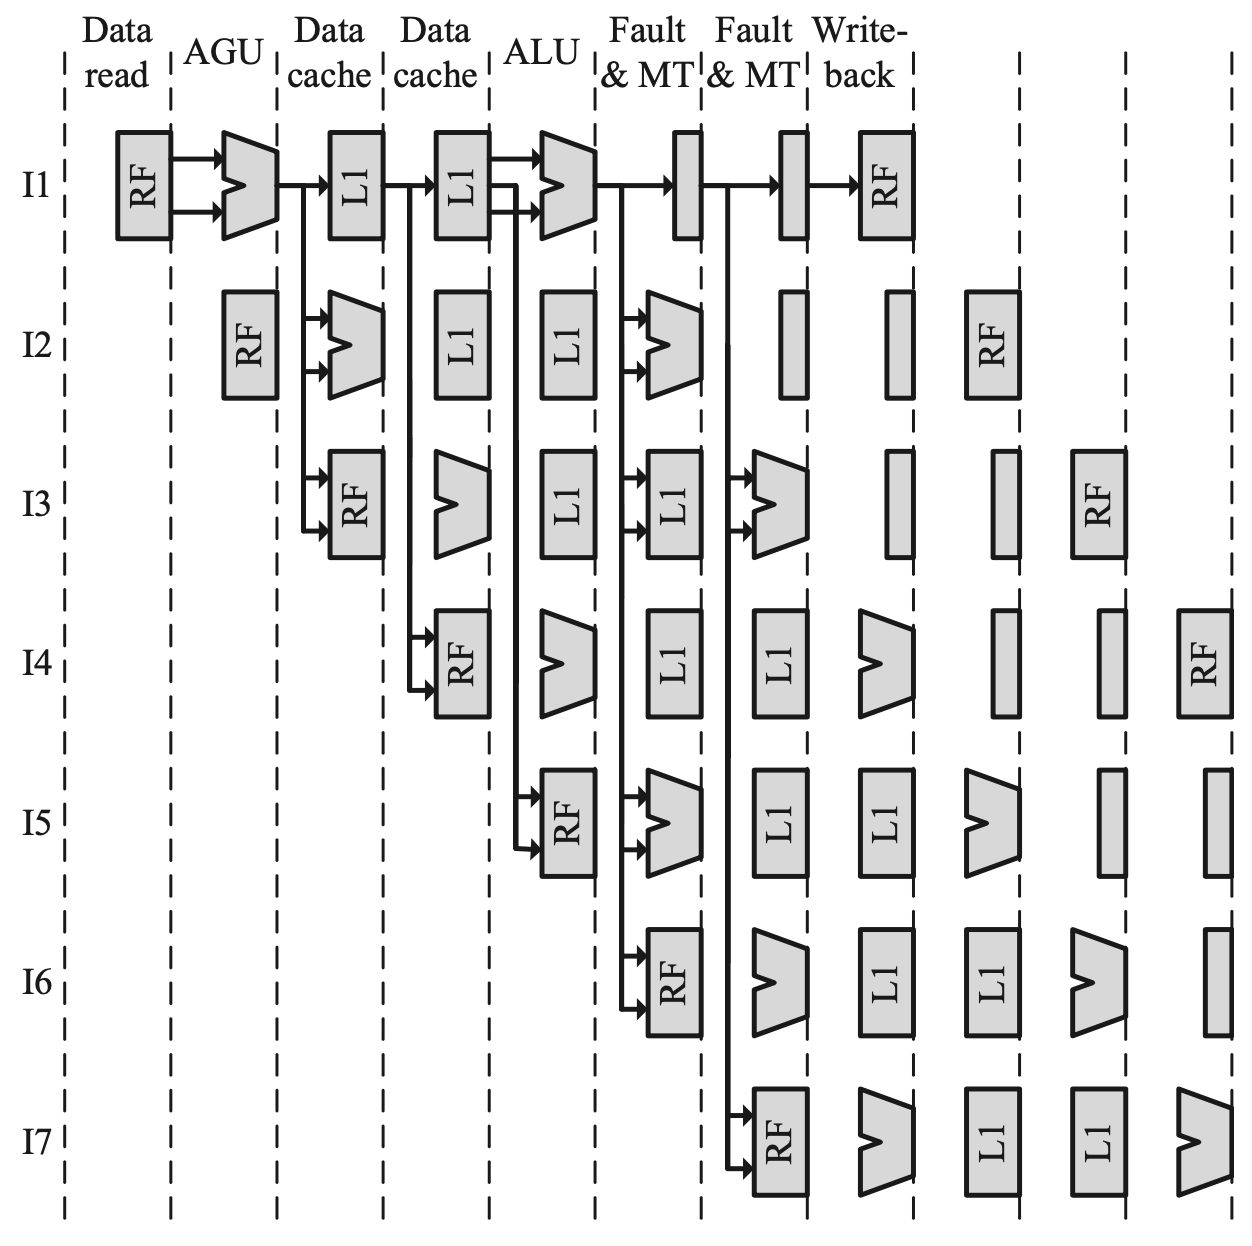 Data read
AGU
Data cache
Data cache
ALU
Fault & MT
Fault & MT
Write-back
I1 RF L1 L1 RF
I2 RF L1 L1 RF
I3 RF L1 L1 RF
I4 RF L1 L1 RF
I5 RF L1 L1
I6 RF L1 L1
I7 RF L1 L1